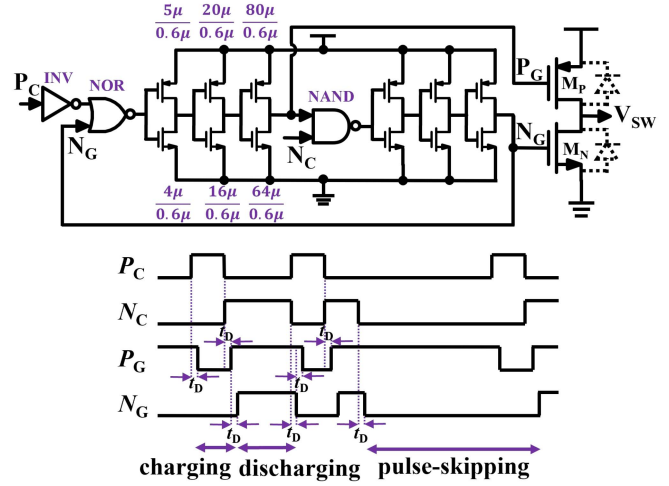 5μ 20μ 80μ
0.6μ 0.6μ 0.6μ
INV
NOR
P_C
N_G
NAND
N_C
P_G
M_P
V_SW
N_G
M_N
4μ 16μ 64μ
0.6μ 0.6μ 0.6μ
P_C
N_C
t_D t_D
P_G
t_D t_D
N_G
t_D t_D t_D
charging discharging pulse-skipping